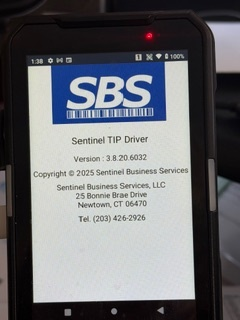 1:38 100%
SBS
Sentinel TIP Driver
Version : 3.8.20.6032
Copyright © 2025 Sentinel Business Services
Sentinel Business Services, LLC
25 Bonnie Brae Drive
Newtown, CT 06470
Tel. (203) 426-2926